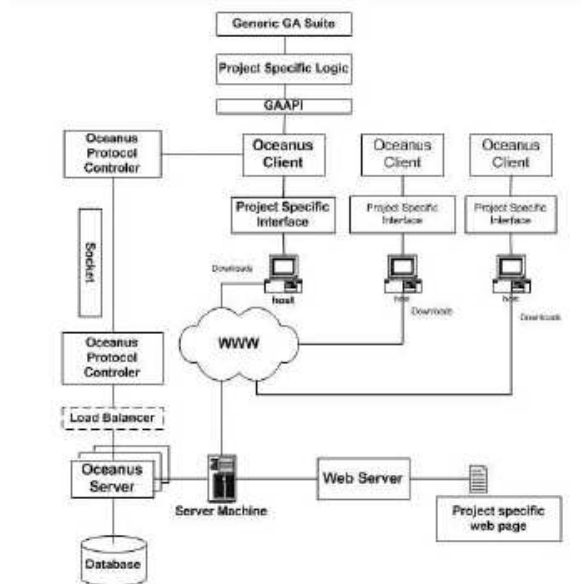 Generic GA Suite
Project Specific Logic
GAAPI
Oceanus
Protocol
Controler
Oceanus
Client
Oceanus
Client
Oceanus
Client
Project Specific
Interface
Project Specific
Interface
Project Specific
Interface
Socket
Downloads
host
host
host
Downloads
Downloads
WWW
Oceanus
Protocol
Controler
Load Balancer
Oceanus
Server
Server Machine
Web Server
Project specific
web page
Database